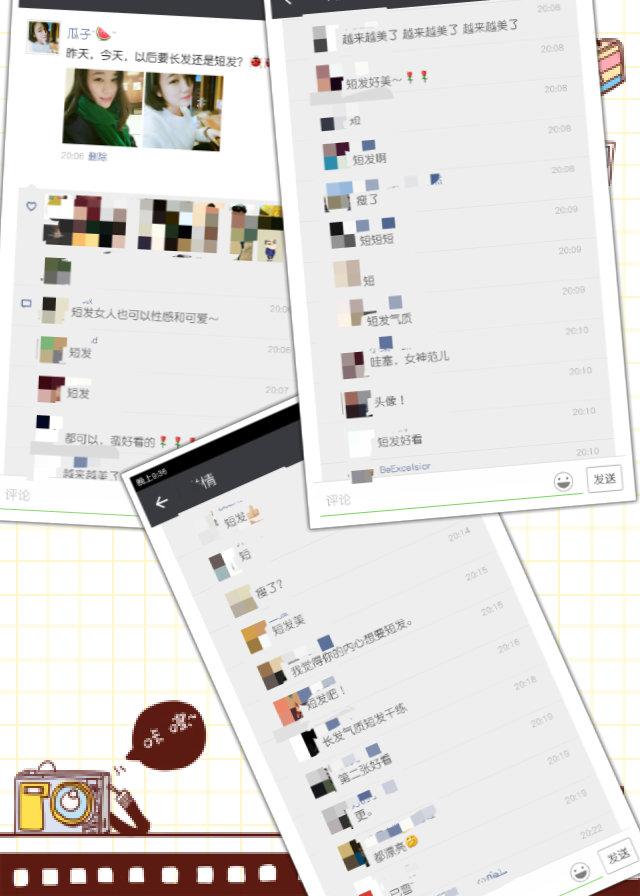 瓜子
昨天，今天，以后要长发还是短发？
20:06 删除
短发女人也可以性感和可爱～
短发
20:06
短发
20:07
都可以，蛮好看的
越来越美了
评论
20:08
越来越美了 越来越美了 越来越美了
20:08
短发好美～
20:08
短
20:08
短发啊
20:08
瘦了
20:09
短短短
20:09
短
20:09
短发气质
20:10
哇塞，女神范儿
20:10
头像！
20:10
短发好看
20:10
BeExcelsior
评论
发送
晚上9:36
情
短发
20:14
短
瘦了？
20:15
短发美
20:15
我觉得你的内心想要短发。
20:16
短发吧！
20:18
长发气质短发干练
20:19
第二张好看
20:19
更。
20:19
都漂亮
20:22
发送